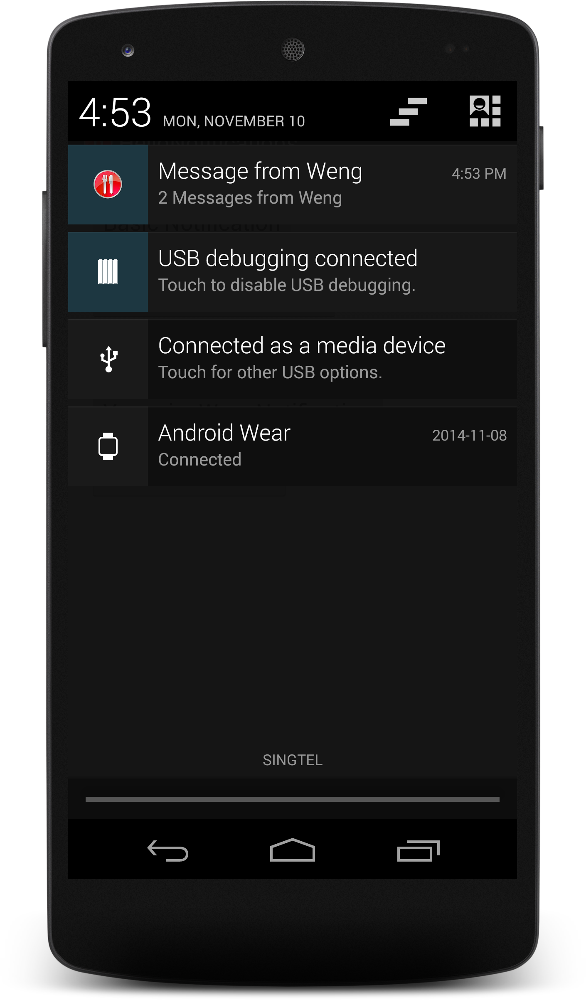 4:53 MON, NOVEMBER 10
Message from Weng 4:53 PM
2 Messages from Weng
Basic Notification
USB debugging connected
Touch to disable USB debugging.
Connected as a media device
Touch for other USB options.
Android Wear 2014-11-08
Connected
SINGTEL